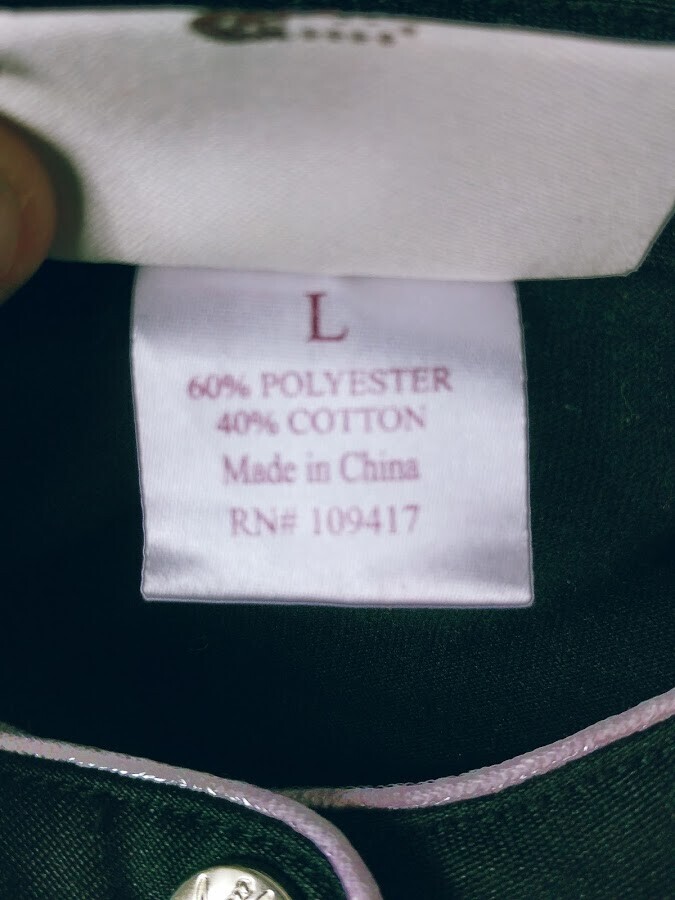 L
60% POLYESTER
40% COTTON
Made in China
RN# 109417